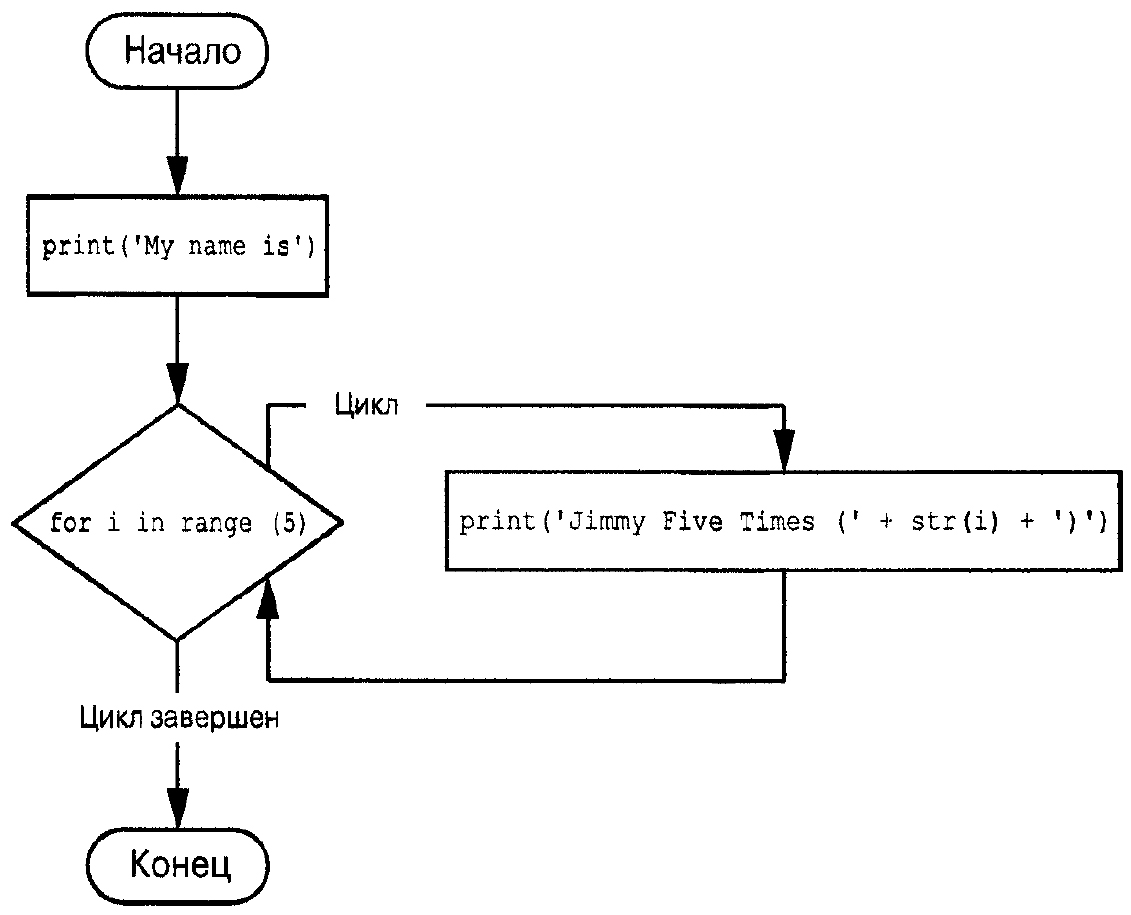 Начало
print('My name is')
Цикл
for i in range (5)
print('Jimmy Five Times (' + str(i) + ')')
Цикл завершен
Конец